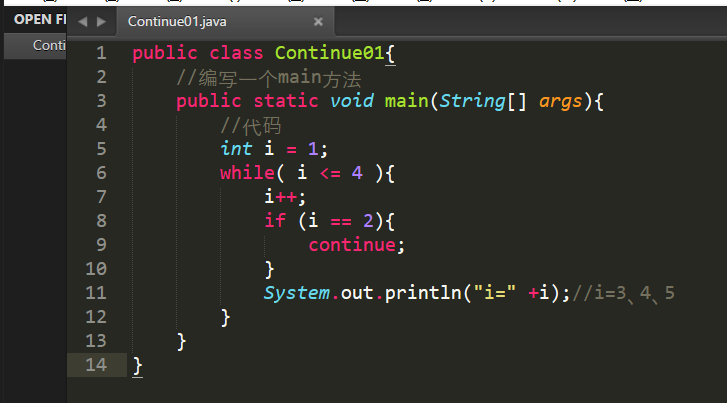 OPEN FI
Continue01.java
×
Conti
1 public class Continue01{
2 //编写一个main方法
3 public static void main(String[] args){
4 //代码
5 int i = 1;
6 while( i <= 4 ){
7 i++;
8 if (i == 2){
9 continue;
10 }
11 System.out.println("i=" +i);//i=3、4、5
12 }
13 }
14 }